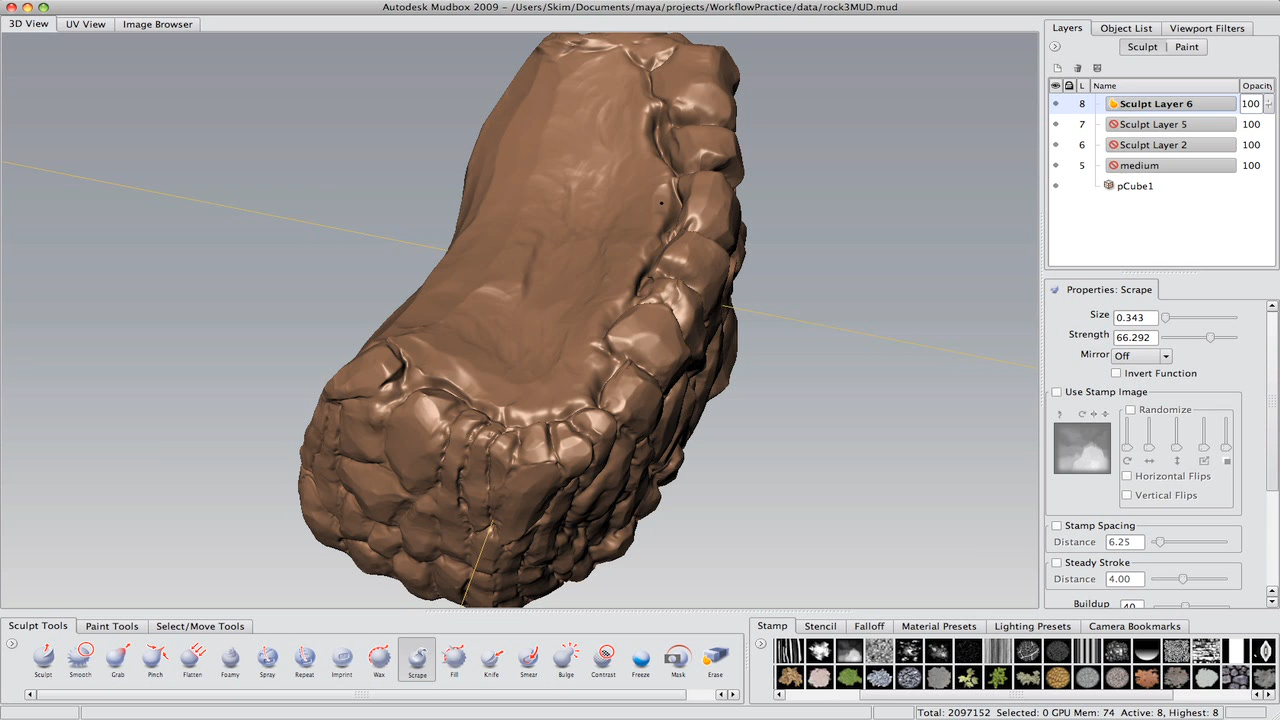 Autodesk Mudbox 2009 - /Users/Skim/Documents/maya/projects/WorkflowPractice/data/rock3MUD.mud
3D View UV View Image Browser
Layers Object List Viewport Filters
Sculpt Paint
L Name Opacity
8 Sculpt Layer 6 100
7 Sculpt Layer 5 100
6 Sculpt Layer 2 100
5 medium 100
pCube1
Properties: Scrape
Size 0.343
Strength 66.292
Mirror Off
Invert Function
Use Stamp Image
Randomize
Horizontal Flips
Vertical Flips
Stamp Spacing
Distance 6.25
Steady Stroke
Distance 4.00
Buildup 40
Sculpt Tools Paint Tools Select/Move Tools
Stamp Stencil Falloff Material Presets Lighting Presets Camera Bookmarks
Sculpt Smooth Grab Pinch Flatten Foamy Spray Repeat Imprint Wax Scrape Fill Knife Smear Bulge Contrast Freeze Mask Erase
Total: 2097152 Selected: 0 GPU Mem: 74 Active: 8, Highest: 8